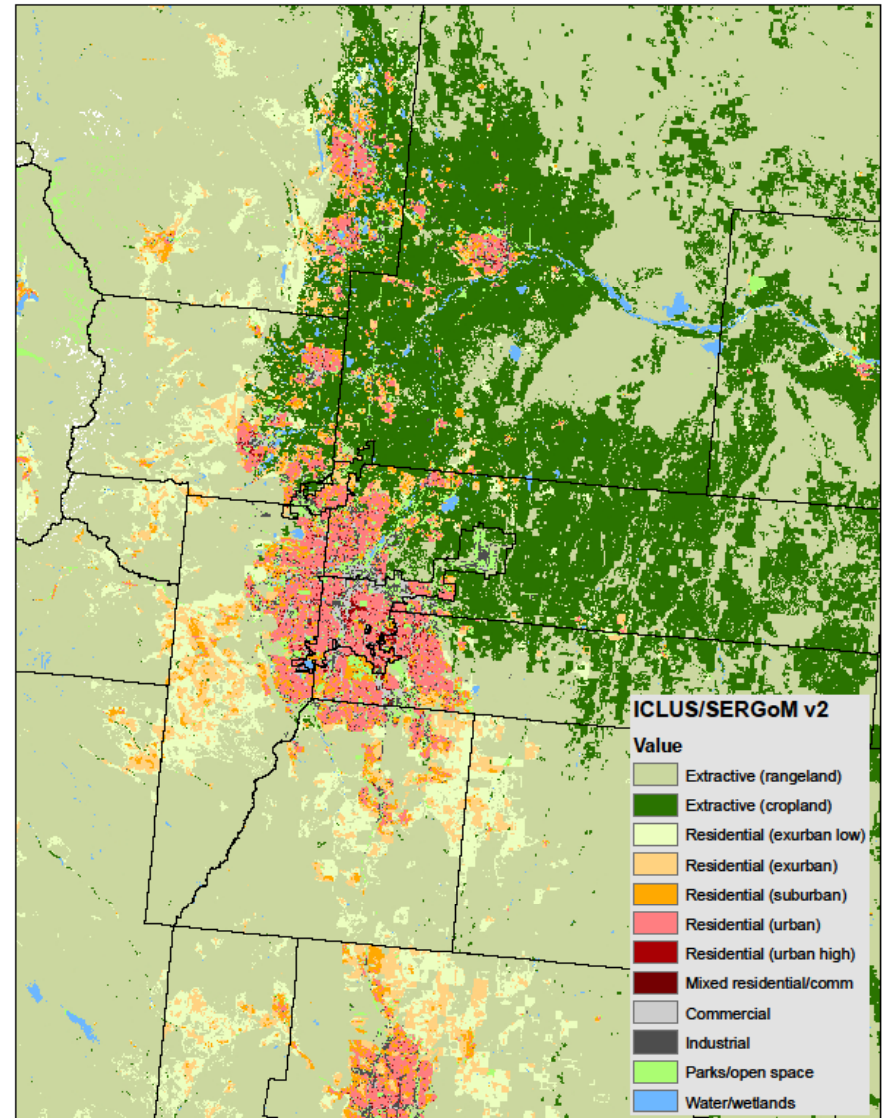 ICLUS/SERGoM v2
Value
Extractive (rangeland)
Extractive (cropland)
Residential (exurban low)
Residential (exurban)
Residential (suburban)
Residential (urban)
Residential (urban high)
Mixed residential/comm
Commercial
Industrial
Parks/open space
Water/wetlands